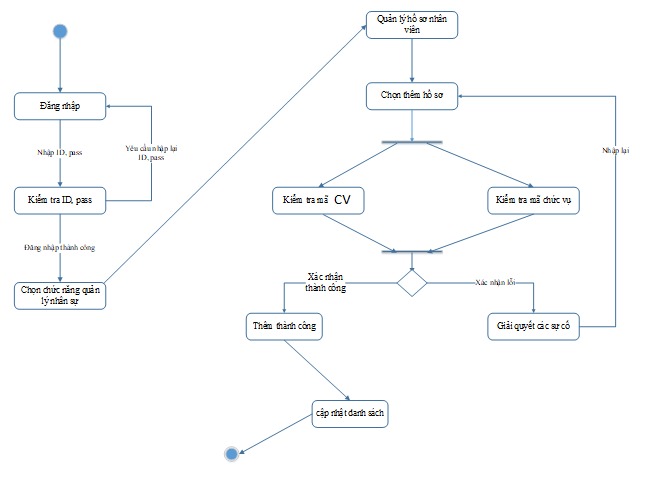 Quản lý hồ sơ nhân
viên
Đăng nhập
Chọn thêm hồ sơ
Nhập ID, pass
Yêu cầu nhập lại
ID, pass
Nhập lại
Kiểm tra ID, pass
Kiểm tra mã CV
Kiểm tra mã chức vụ
Đăng nhập thành công
Chọn chức năng quản
lý nhân sự
Xác nhận
thành công
Xác nhận lỗi
Thêm thành công
Giải quyết các sự cố
cập nhật danh sách